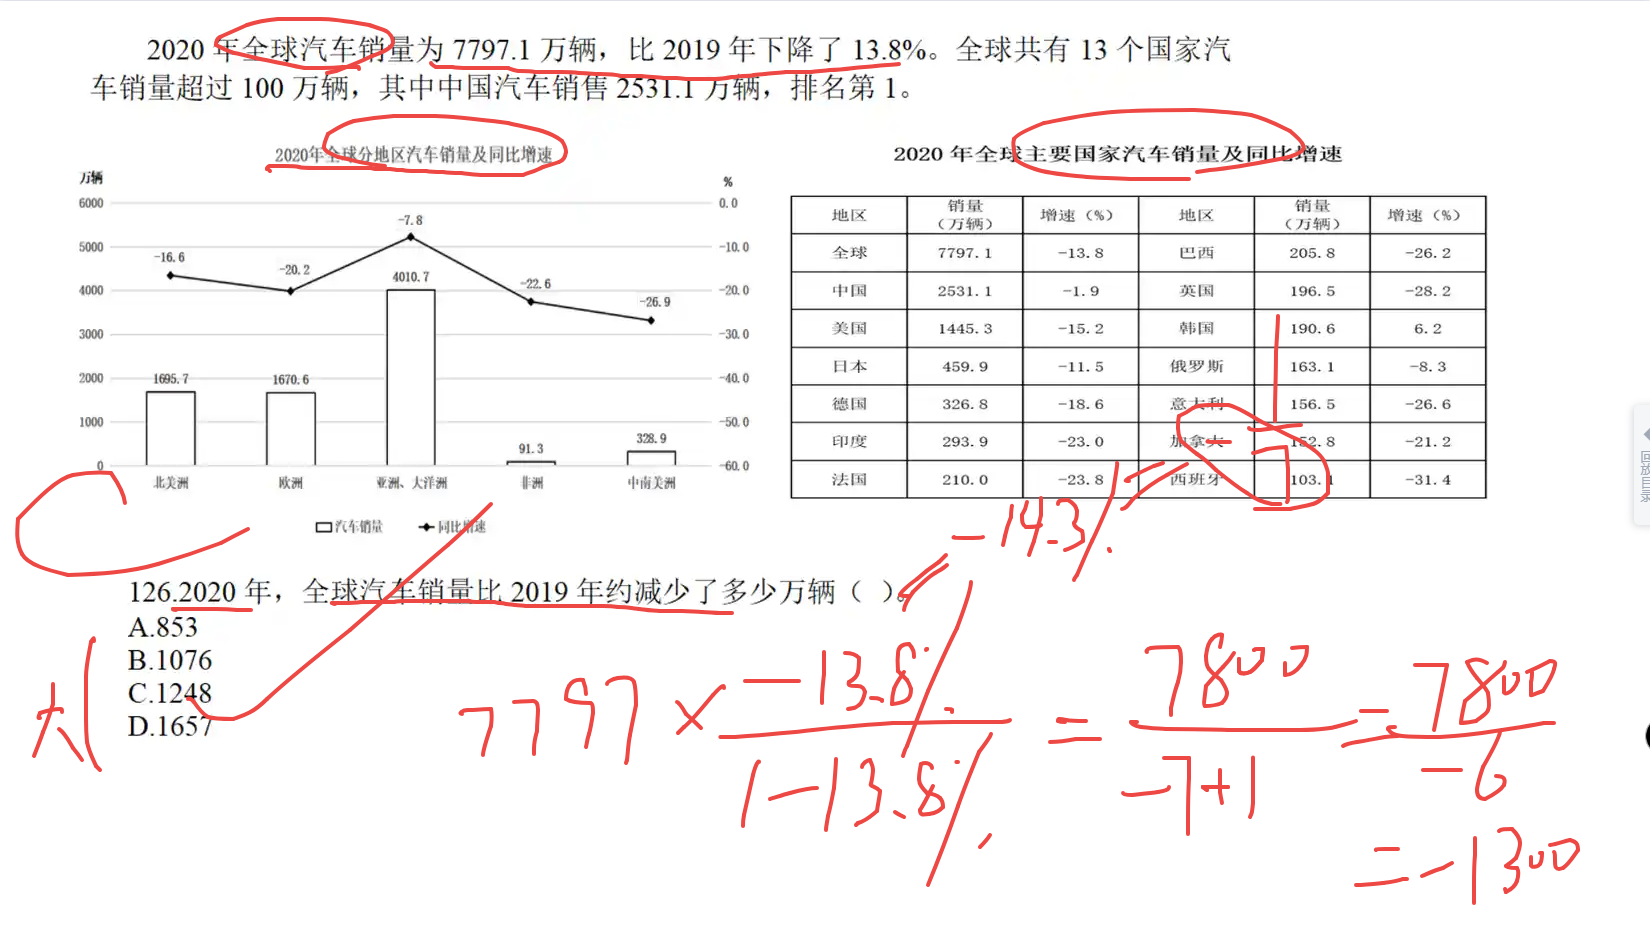 2020 年全球汽车销量为 7797.1 万辆，比 2019 年下降了 13.8%。全球共有 13 个国家汽
车销量超过 100 万辆，其中中国汽车销售 2531.1 万辆，排名第 1。
2020年全球分地区汽车销量及同比增速
万辆 %
6000 0.0
5000 -10.0
4000 -20.0
3000 -30.0
2000 -40.0
1000 -50.0
0 -60.0
-16.6 -20.2 -7.8 -22.6 -26.9
1695.7 1670.6 4010.7 91.3 328.9
北美洲 欧洲 亚洲、大洋洲 非洲 中南美洲
汽车销量 同比增速
2020 年全球主要国家汽车销量及同比增速
地区 销量（万辆） 增速（%） 地区 销量（万辆） 增速（%）
全球 7797.1 -13.8 巴西 205.8 -26.2
中国 2531.1 -1.9 英国 196.5 -28.2
美国 1445.3 -15.2 韩国 190.6 6.2
日本 459.9 -11.5 俄罗斯 163.1 -8.3
德国 326.8 -18.6 意大利 156.5 -26.6
印度 293.9 -23.0 加拿大 152.8 -21.2
法国 210.0 -23.8 西班牙 103.1 -31.4
-1/7
=
-14.3%
126.2020 年，全球汽车销量比 2019 年约减少了多少万辆（ ）。
A.853
B.1076
C.1248
D.1657
7797 × -13.8% / 1-13.8% = 7800 / -7+1 = 7800 / -6
= -1300
回放目录